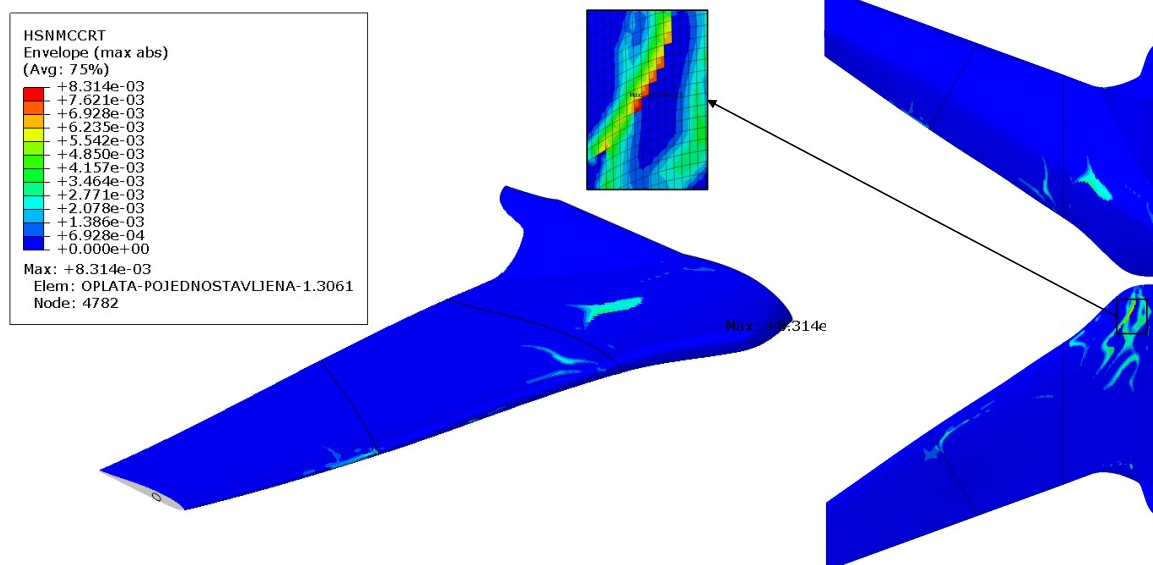 HSNMCCRT
Envelope (max abs)
(Avg: 75%)
+8.314e-03
+7.621e-03
+6.928e-03
+6.235e-03
+5.542e-03
+4.850e-03
+4.157e-03
+3.464e-03
+2.771e-03
+2.078e-03
+1.386e-03
+6.928e-04
+0.000e+00
Max: +8.314e-03
Elem: OPLATA-POJEDNOSTAVLJENA-1.3061
Node: 4782
Max: +8.314e